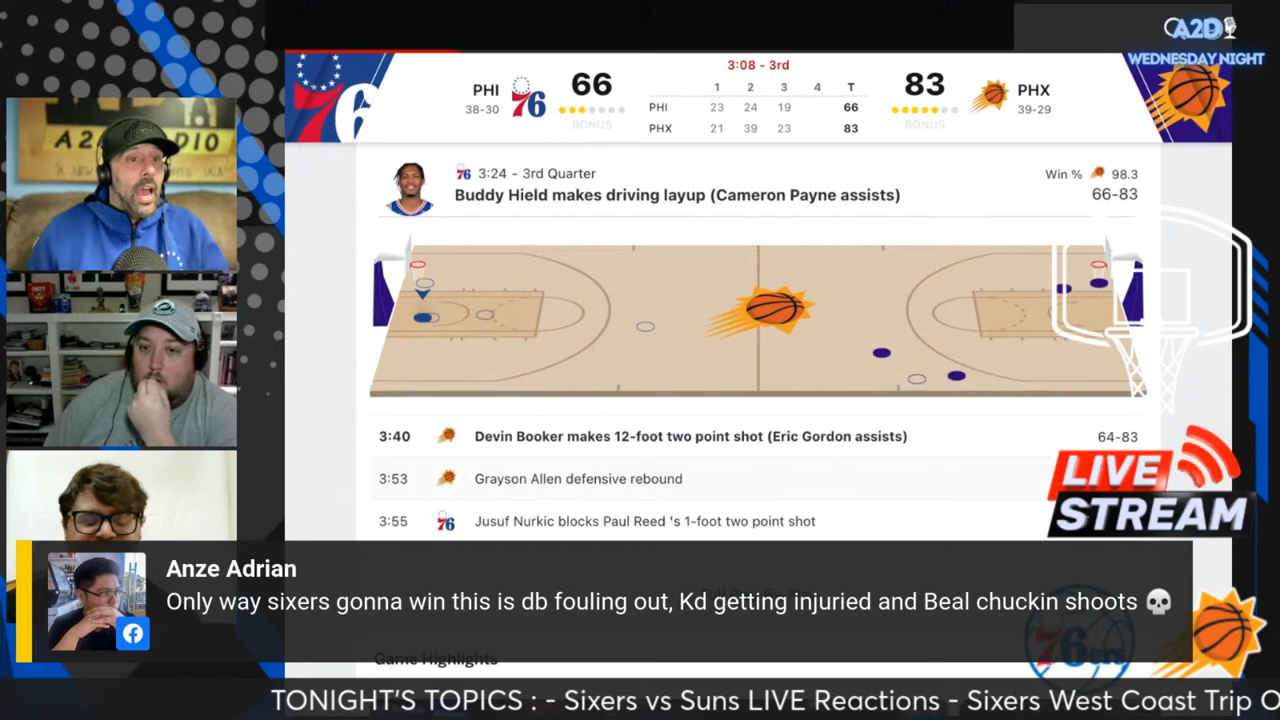 A2D
WEDNESDAY NIGHT
3:08 - 3rd
PHI 76 66 83 PHX
38-30 39-29
BONUS BONUS
1 2 3 4 T
PHI 23 24 19 66
PHX 21 39 23 83
76
3:24 - 3rd Quarter
Buddy Hield makes driving layup (Cameron Payne assists)
Win % 98.3
66-83
3:40 Devin Booker makes 12-foot two point shot (Eric Gordon assists) 64-83
3:53 Grayson Allen defensive rebound
3:55 Jusuf Nurkic blocks Paul Reed 's 1-foot two point shot
LIVE
STREAM
Anze Adrian
Only way sixers gonna win this is db fouling out, Kd getting injuried and Beal chuckin shoots 💀
Game Highlights
76ers
TONIGHT'S TOPICS : - Sixers vs Suns LIVE Reactions - Sixers West Coast Trip